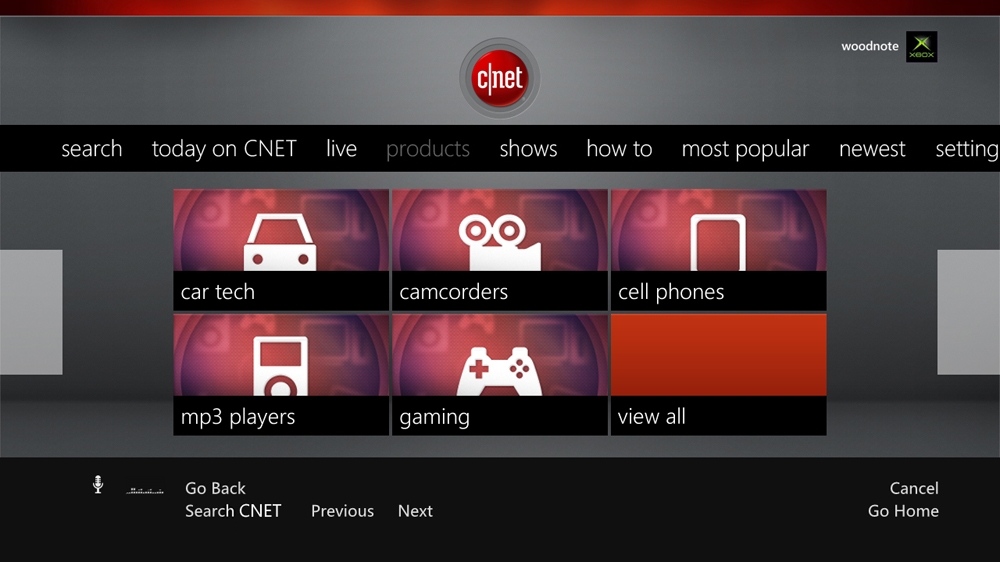 woodnote
XBOX
c|net
search today on CNET live products shows how to most popular newest setting
car tech camcorders cell phones
mp3 players gaming view all
Go Back Cancel
Search CNET Previous Next Go Home